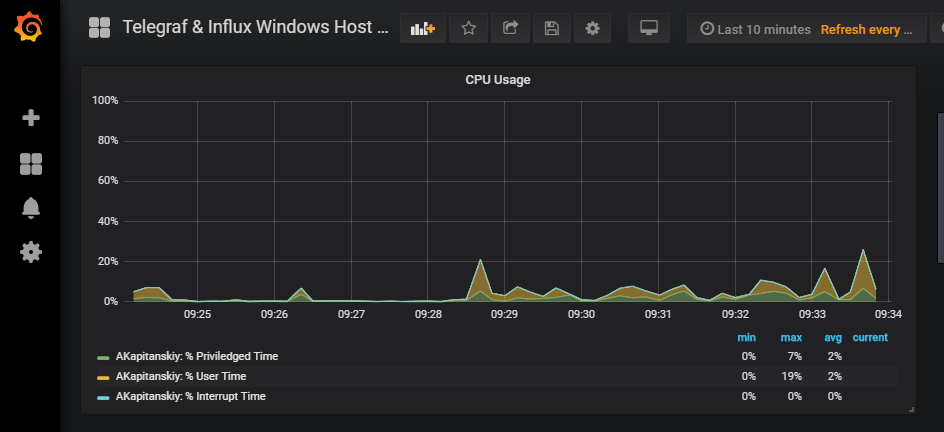 Telegraf & Influx Windows Host ... Last 10 minutes Refresh every ...
CPU Usage
100%
80%
60%
40%
20%
0%
09:25 09:26 09:27 09:28 09:29 09:30 09:31 09:32 09:33 09:34
min max avg current
AKapitanskiy: % Priviledged Time 0% 7% 2%
AKapitanskiy: % User Time 0% 19% 2%
AKapitanskiy: % Interrupt Time 0% 0% 0%